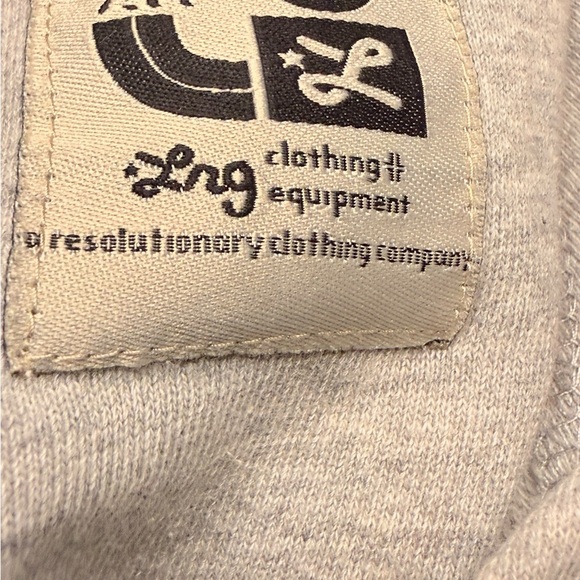 L
Lrg clothing #
equipment
a resolutionary clothing company